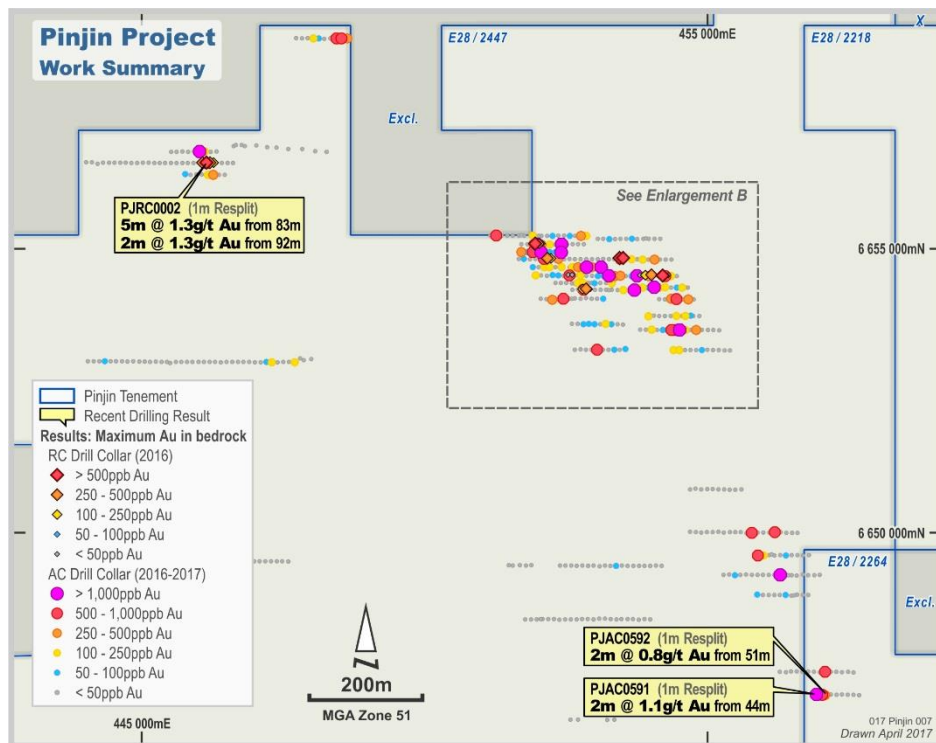 Pinjin Project
Work Summary
E28 / 2447
455 000mE
E28 / 2218
X
Excl.
PJRC0002 (1m Resplit)
5m @ 1.3g/t Au from 83m
2m @ 1.3g/t Au from 92m
See Enlargement B
6 655 000mN
Pinjin Tenement
Recent Drilling Result
Results: Maximum Au in bedrock
RC Drill Collar (2016)
> 500ppb Au
250 - 500ppb Au
100 - 250ppb Au
50 - 100ppb Au
< 50ppb Au
AC Drill Collar (2016-2017)
> 1,000ppb Au
500 - 1,000ppb Au
250 - 500ppb Au
100 - 250ppb Au
50 - 100ppb Au
< 50ppb Au
6 650 000mN
E28 / 2264
Excl.
PJAC0592 (1m Resplit)
2m @ 0.8g/t Au from 51m
PJAC0591 (1m Resplit)
2m @ 1.1g/t Au from 44m
N
200m
MGA Zone 51
445 000mE
017 Pinjin 007
Drawn April 2017